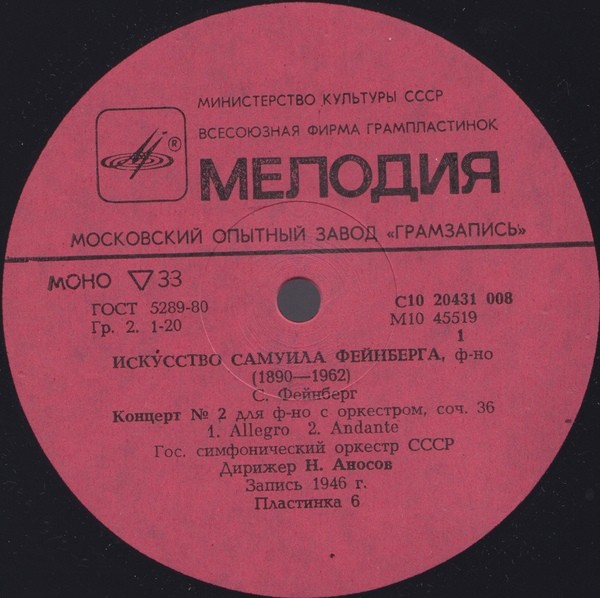 МИНИСТЕРСТВО КУЛЬТУРЫ СССР
ВСЕСОЮЗНАЯ ФИРМА ГРАМПЛАСТИНОК
®
МЕЛОДИЯ
МОСКОВСКИЙ ОПЫТНЫЙ ЗАВОД «ГРАМЗАПИСЬ»
МОНО ▽ 33
ГОСТ 5289-80
Гр. 2. 1-20
С10 20431 008
М10 45519
1
ИСКУССТВО САМУИЛА ФЕЙНБЕРГА, ф-но
(1890—1962)
С. Фейнберг
Концерт № 2 для ф-но с оркестром, соч. 36
1. Allegro 2. Andante
Гос. симфонический оркестр СССР
Дирижер Н. Аносов
Запись 1946 г.
Пластинка 6